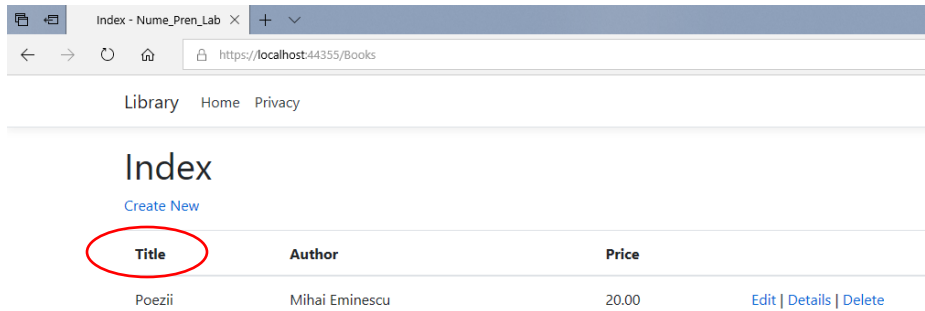 Index - Nume_Pren_Lab
https://localhost:44355/Books
Library Home Privacy
Index
Create New
Title Author Price
Poezii Mihai Eminescu 20.00 Edit | Details | Delete